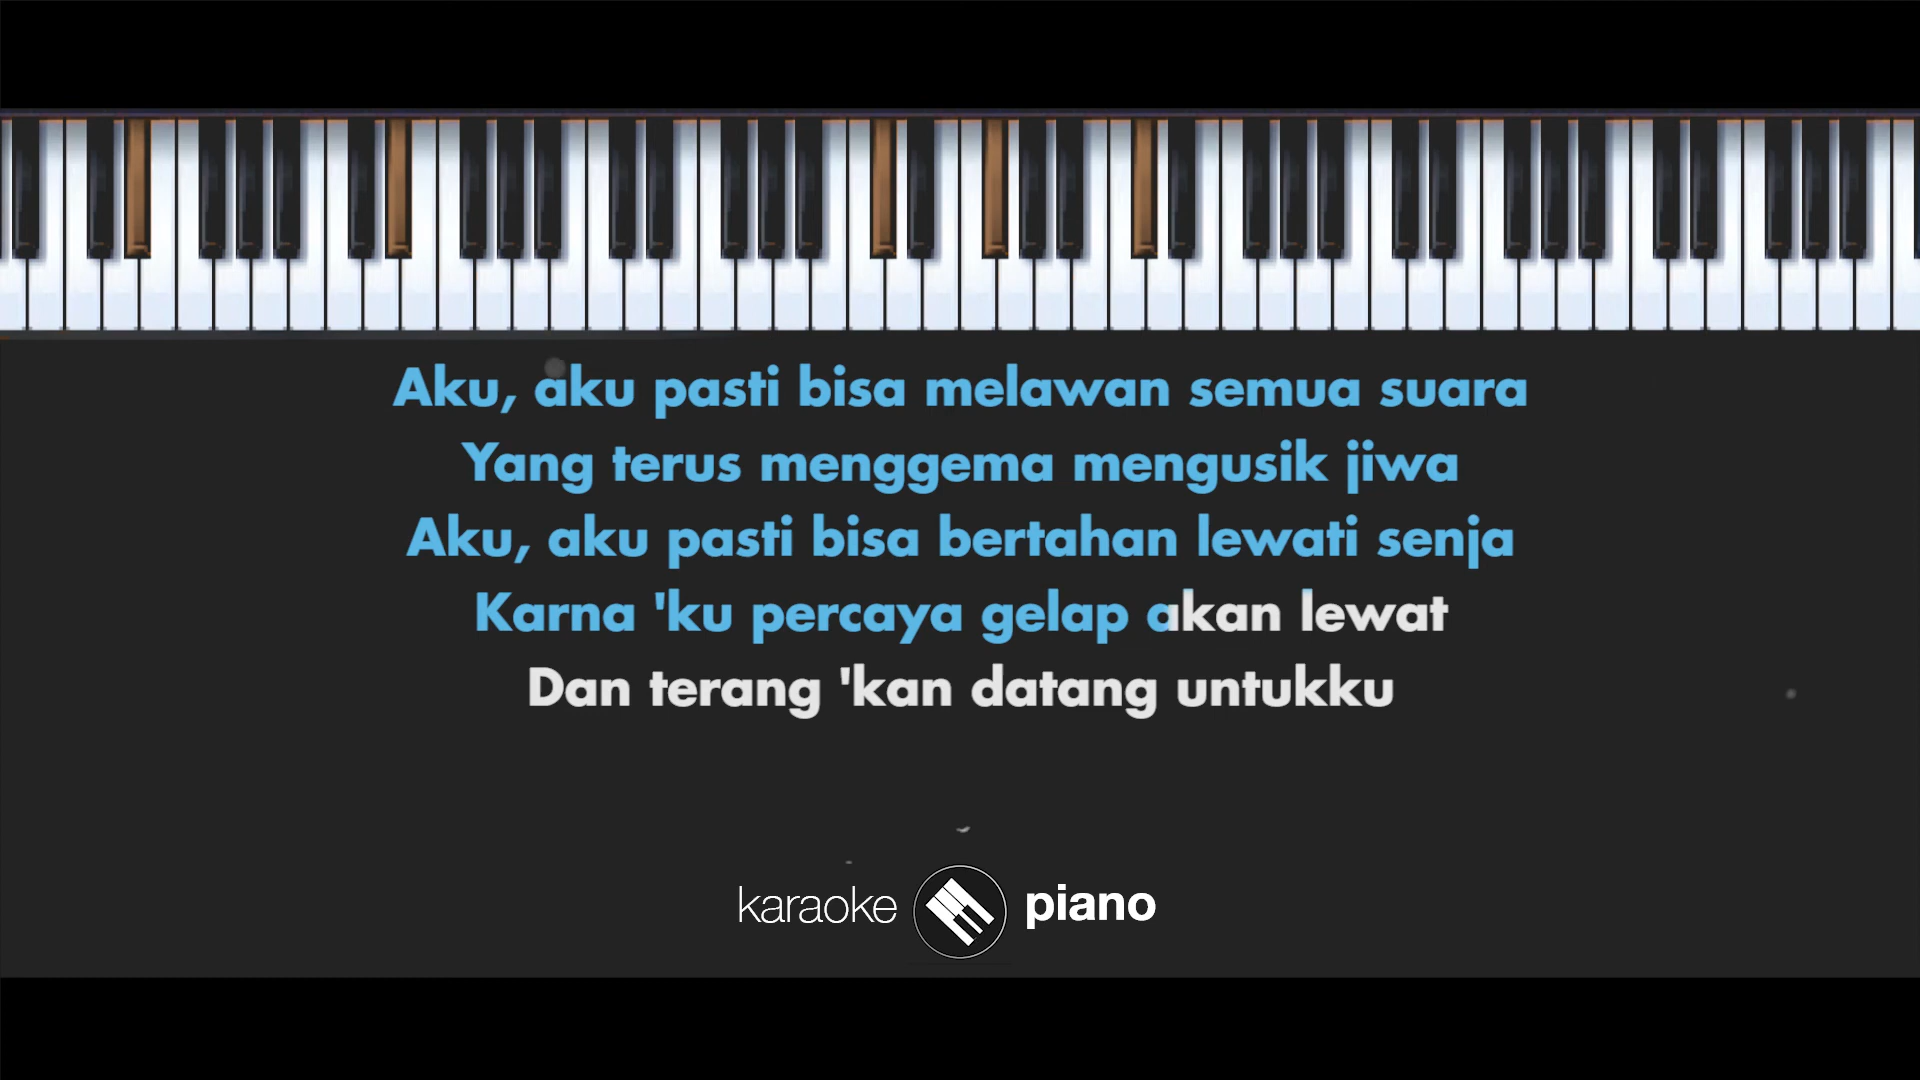 Aku, aku pasti bisa melawan semua suara
Yang terus menggema mengusik jiwa
Aku, aku pasti bisa bertahan lewati senja
Karna 'ku percaya gelap akan lewat
Dan terang 'kan datang untukku
karaoke piano